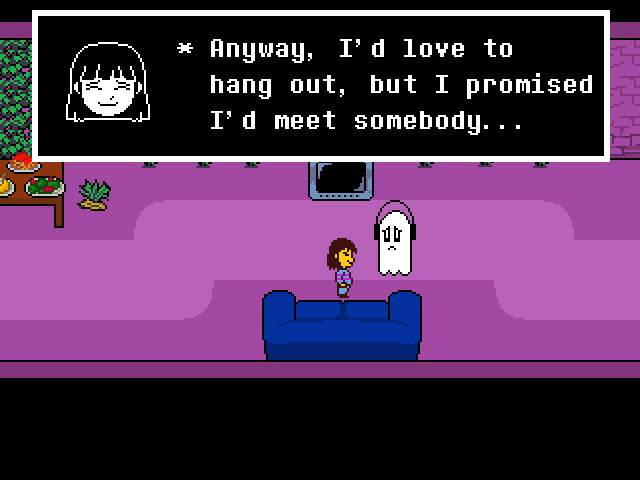 * Anyway, I'd love to
hang out, but I promised
I'd meet somebody...